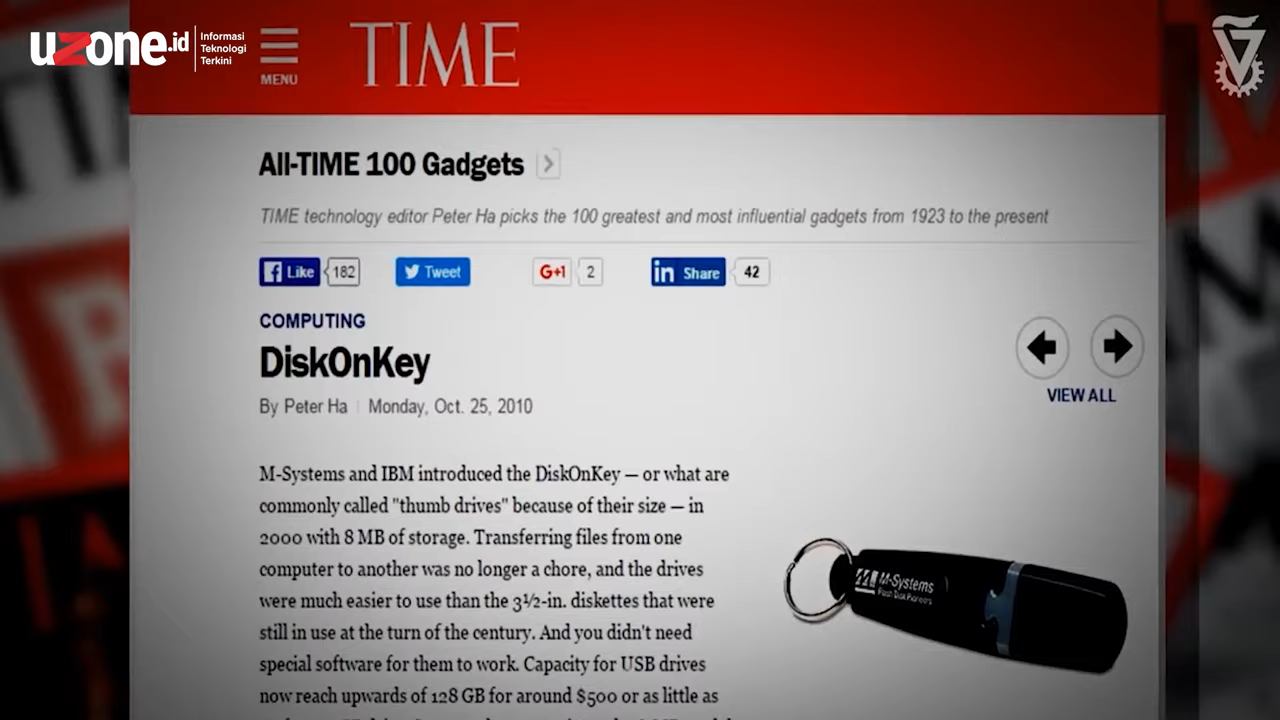 uzone.id
Informasi
Teknologi
Terkini
MENU
TIME
All-TIME 100 Gadgets
TIME technology editor Peter Ha picks the 100 greatest and most influential gadgets from 1923 to the present
Like 182
Tweet
G+1 2
in Share 42
COMPUTING
DiskOnKey
By Peter Ha | Monday, Oct. 25, 2010
VIEW ALL
M-Systems and IBM introduced the DiskOnKey — or what are
commonly called "thumb drives" because of their size — in
2000 with 8 MB of storage. Transferring files from one
computer to another was no longer a chore, and the drives
were much easier to use than the 3½-in. diskettes that were
still in use at the turn of the century. And you didn't need
special software for them to work. Capacity for USB drives
now reach upwards of 128 GB for around $500 or as little as
M-Systems
Flash Disk Pioneers